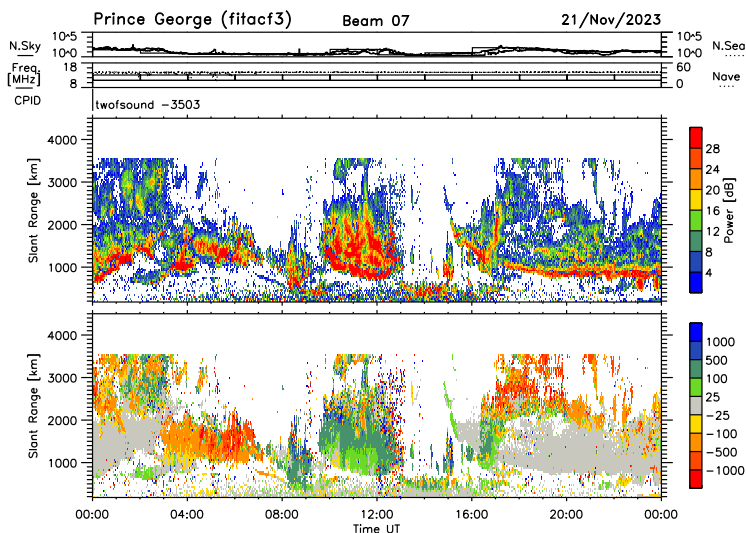 Prince George (fitacf3) Beam 07 21/Nov/2023
N.Sky 10^5 10^0 10^5 10^0 N.Sea
Freq. [MHz] 18 8 60 0 Nave
CPID twofsound -3503
Slant Range [km] 4000 3000 2000 1000
Power [dB] 28 24 20 16 12 8 4
Slant Range [km] 4000 3000 2000 1000
1000 500 100 25 -25 -100 -500 -1000
00:00 04:00 08:00 12:00 16:00 20:00 00:00
Time UT